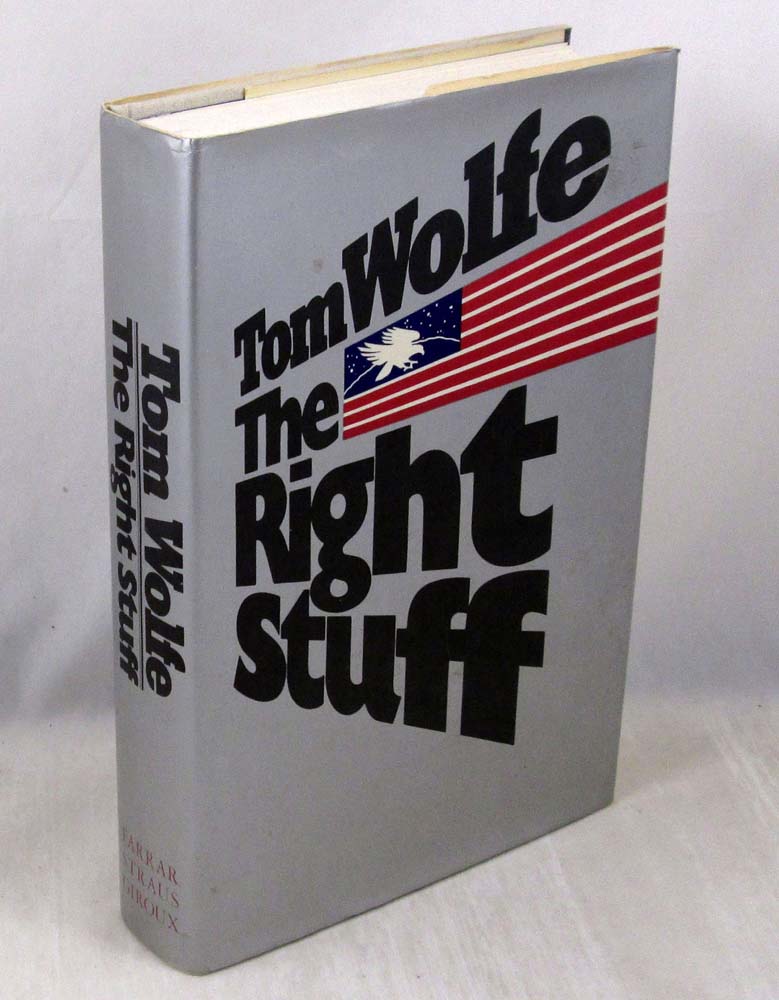 Tom Wolfe
The
Right
Stuff
Tom Wolfe
The Right Stuff
FARRAR
STRAUS
GIROUX